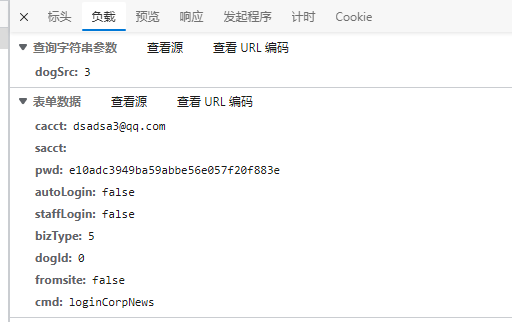 标头 负载 预览 响应 发起程序 计时 Cookie
查询字符串参数 查看源 查看 URL 编码
dogSrc: 3
表单数据 查看源 查看 URL 编码
cacct: dsadsa3@qq.com
sacct:
pwd: e10adc3949ba59abbe56e057f20f883e
autoLogin: false
staffLogin: false
bizType: 5
dogId: 0
fromsite: false
cmd: loginCorpNews